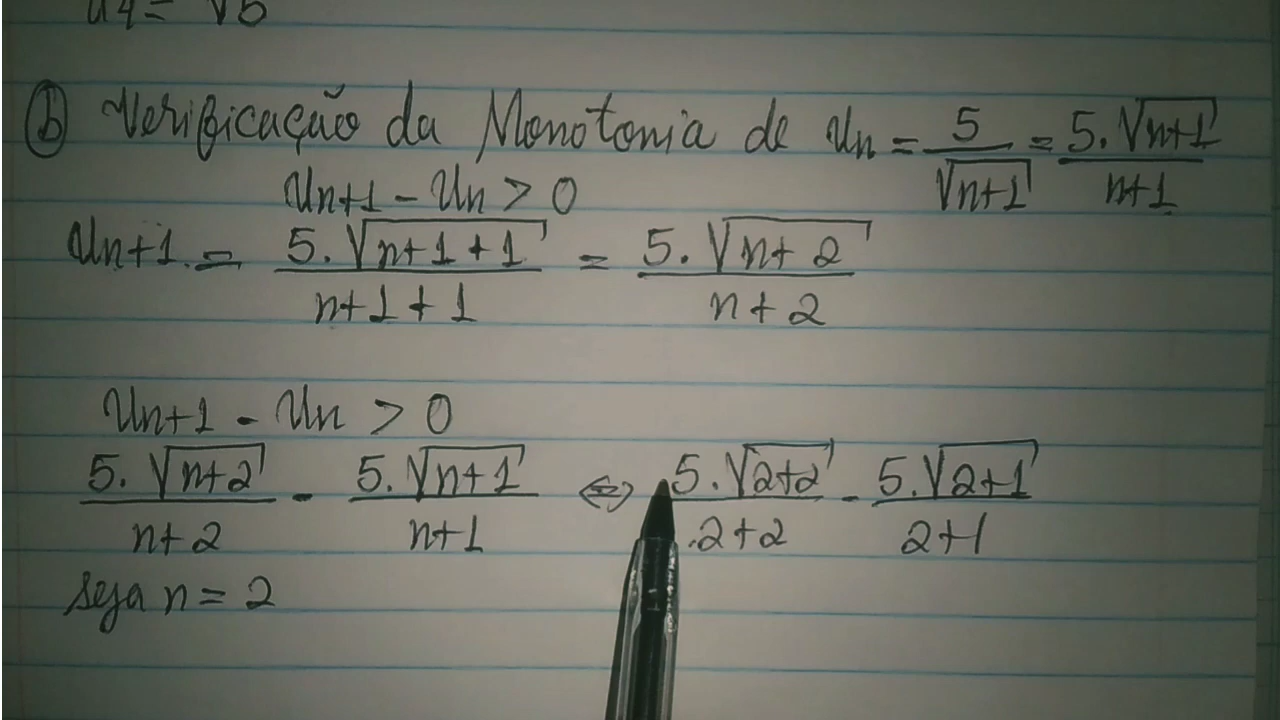 u4 = √5
b) Verificação da Monotonia de Un = 5/√n+1 = 5.√n+1/n+1
Un+1 - Un > 0
Un+1 = 5.√n+1+1/n+1+1 = 5.√n+2/n+2
Un+1 - Un > 0
5.√n+2/n+2 - 5.√n+1/n+1 ⇔ 5.√2+2/2+2 - 5.√2+1/2+1
seja n = 2